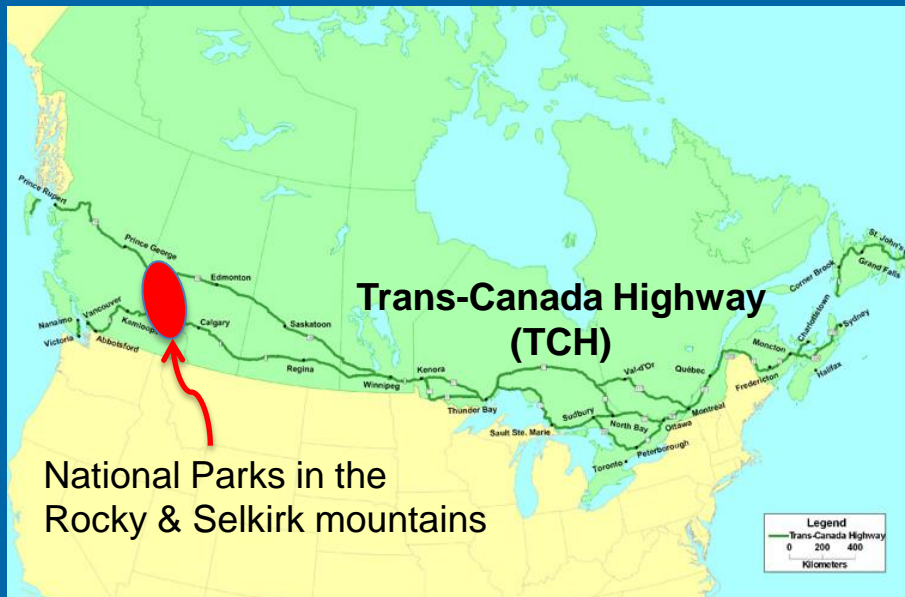 Prince Rupert
Prince George
Edmonton
Vancouver
Nanaimo
Kamloops
Calgary
Victoria
Abbotsford
Saskatoon
Regina
Winnipeg
Kenora
Trans-Canada Highway
(TCH)
Thunder Bay
Sault Ste. Marie
Sudbury
North Bay
Val-d'Or
Québec
Ottawa
Montréal
Peterborough
Toronto
Fredericton
Moncton
Charlottetown
Halifax
Sydney
Corner Brook
Grand Falls
St. John's
National Parks in the
Rocky & Selkirk mountains
Legend
Trans-Canada Highway
0 200 400
Kilometers